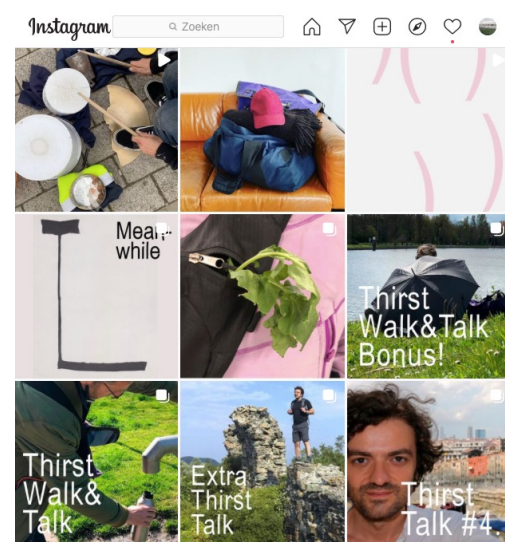 Instagram
Zoeken
Mean-
while
Thirst
Walk&Talk
Bonus!
Thirst
Walk&
Talk
Extra
Thirst
Talk
Thirst
Talk #4.